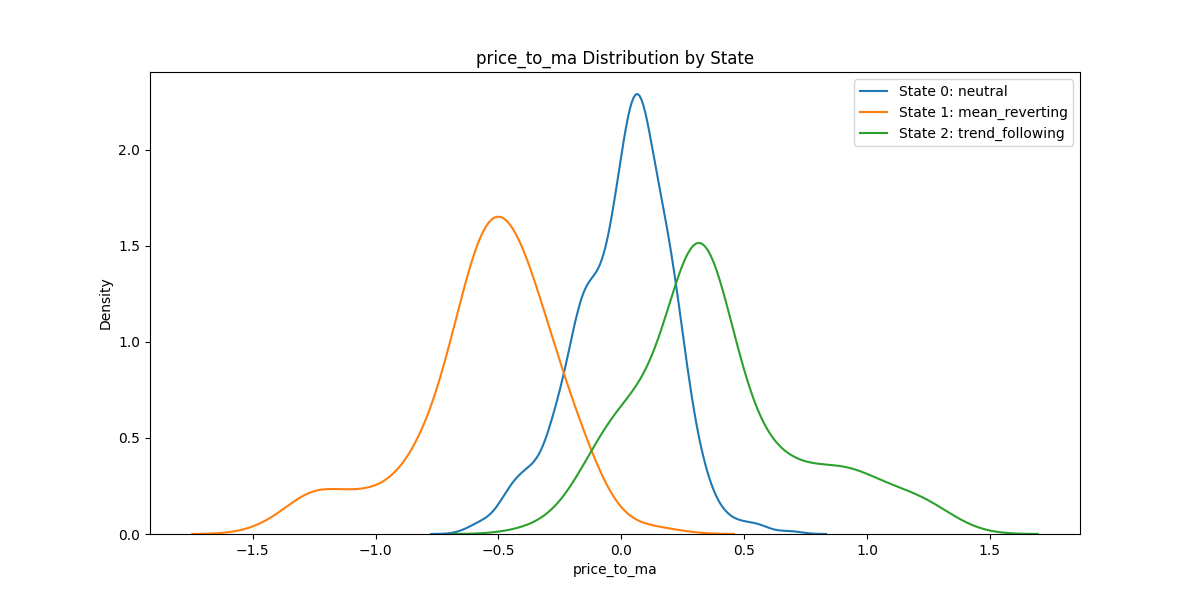 price_to_ma Distribution by State
State 0: neutral
State 1: mean_reverting
State 2: trend_following
Density
2.0
1.5
1.0
0.5
0.0
−1.5 −1.0 −0.5 0.0 0.5 1.0 1.5
price_to_ma